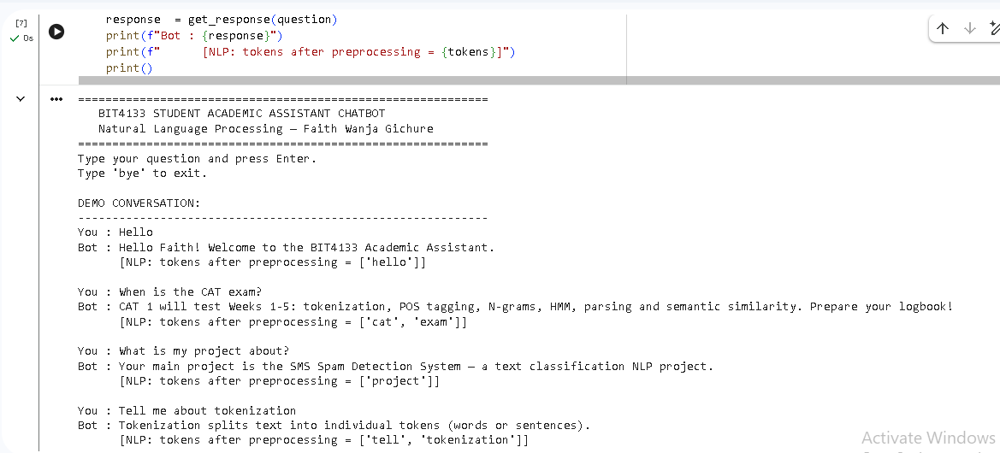 [7]
0s
response  = get_response(question)
print(f"Bot : {response}")
print(f"      [NLP: tokens after preprocessing = {tokens}]")
print()
============================================================
   BIT4133 STUDENT ACADEMIC ASSISTANT CHATBOT
   Natural Language Processing — Faith Wanja Gichure
============================================================
Type your question and press Enter.
Type 'bye' to exit.
DEMO CONVERSATION:
------------------------------------------------------------
You : Hello
Bot : Hello Faith! Welcome to the BIT4133 Academic Assistant.
      [NLP: tokens after preprocessing = ['hello']]
You : When is the CAT exam?
Bot : CAT 1 will test Weeks 1-5: tokenization, POS tagging, N-grams, HMM, parsing and semantic similarity. Prepare your logbook!
      [NLP: tokens after preprocessing = ['cat', 'exam']]
You : What is my project about?
Bot : Your main project is the SMS Spam Detection System — a text classification NLP project.
      [NLP: tokens after preprocessing = ['project']]
You : Tell me about tokenization
Bot : Tokenization splits text into individual tokens (words or sentences).
      [NLP: tokens after preprocessing = ['tell', 'tokenization']]
Activate Windows